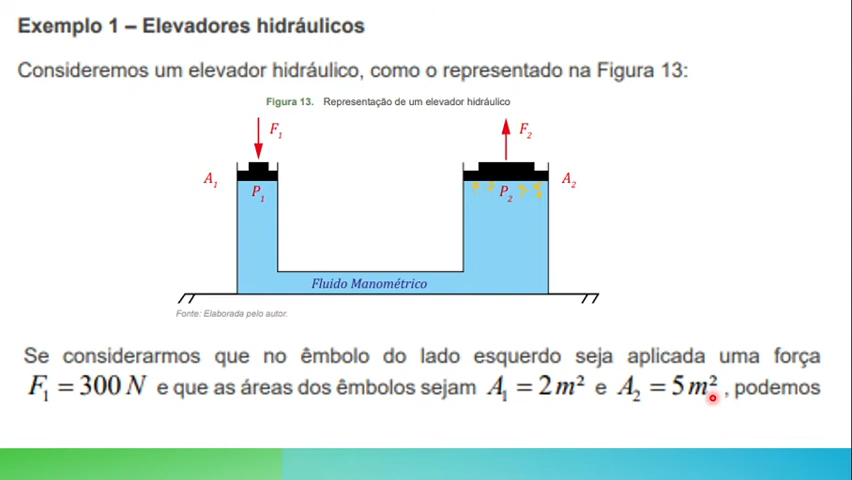 Exemplo 1 – Elevadores hidráulicos
Consideremos um elevador hidráulico, como o representado na Figura 13:
Figura 13. Representação de um elevador hidráulico
F₁
F₂
A₁
P₁
P₂
A₂
Fluido Manométrico
Fonte: Elaborada pelo autor.
Se considerarmos que no êmbolo do lado esquerdo seja aplicada uma força
F₁ = 300 N e que as áreas dos êmbolos sejam A₁ = 2 m² e A₂ = 5 m², podemos